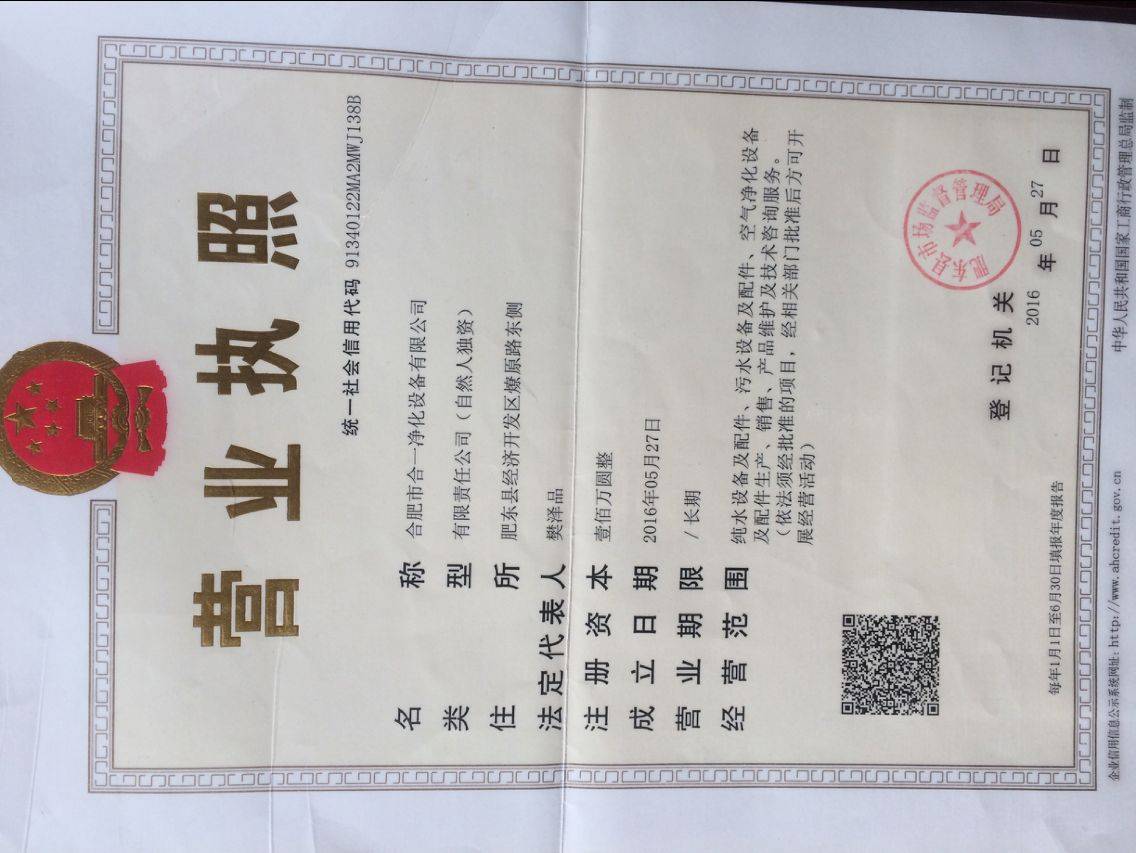 营业执照
统一社会信用代码 91340122MA2MWJ138B
名称 合肥市合一净化设备有限公司
类型 有限责任公司（自然人独资）
住所 肥东县经济开发区燎原路东侧
法定代表人 樊泽品
注册资本 壹佰万圆整
成立日期 2016年05月27日
营业期限 / 长期
经营范围 纯水设备及配件、污水设备及配件、空气净化设备
及配件生产、销售、产品维护及技术咨询服务。
（依法须经批准的项目，经相关部门批准后方可开
展经营活动）
肥东县市场监督管理局
登记机关
2016 年 05 月 27 日
每年1月1日至6月30日填报年度报告
企业信用信息公示系统网址: http://www.ahcredit.gov.cn
中华人民共和国国家工商行政管理总局监制